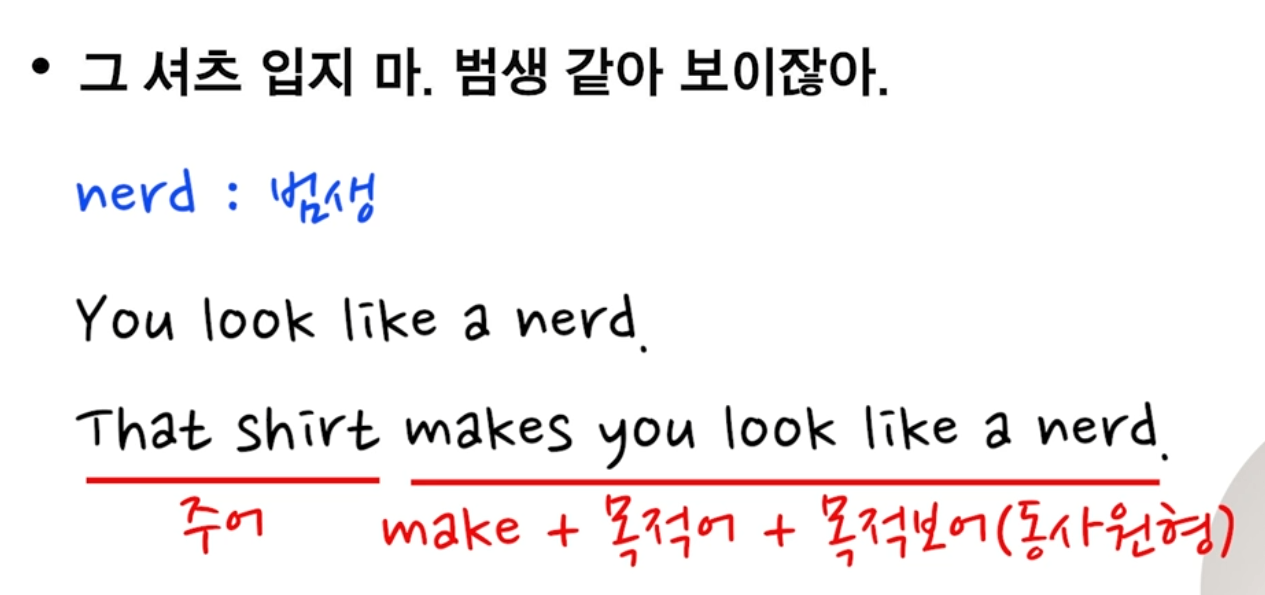 • 그 셔츠 입지 마. 범생 같아 보이잖아.
nerd : 범생
You look like a nerd.
That shirt makes you look like a nerd.
주어 make + 목적어 + 목적보어(동사원형)